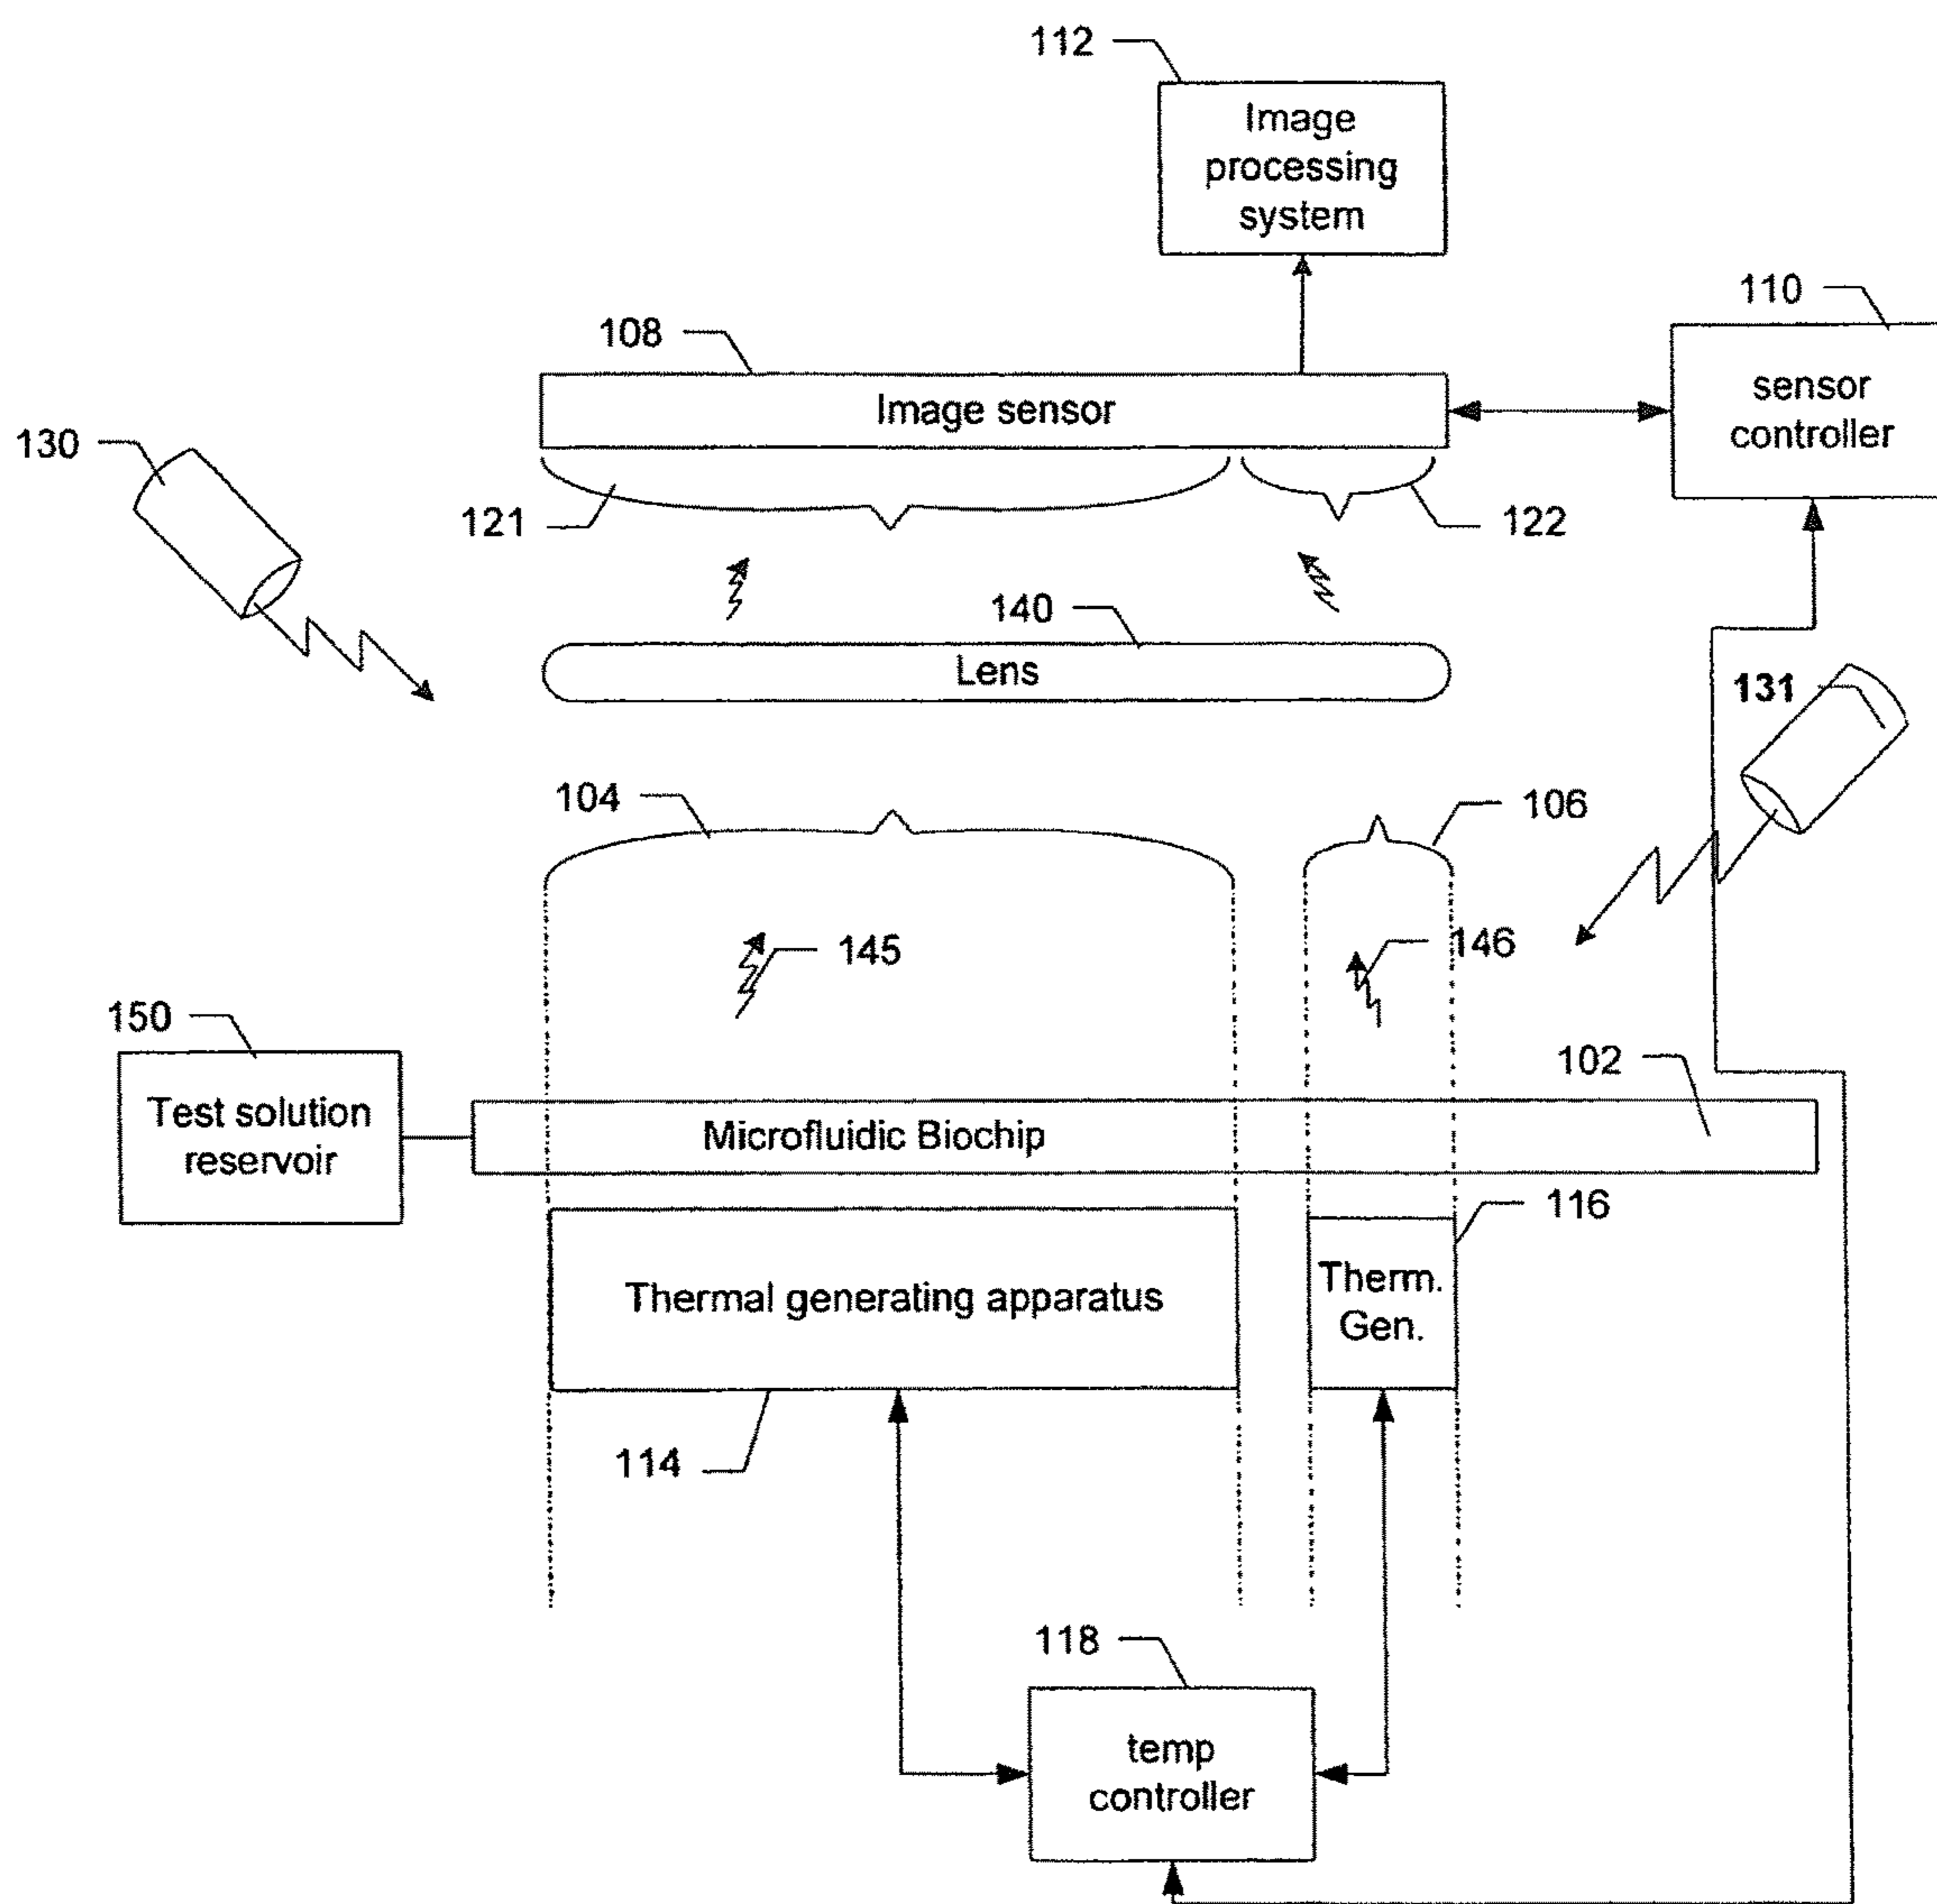 112
Image
processing
system
110
108
sensor
controller
Image sensor
130
121
122
140
Lens
131
104
106
145
146
150
102
Test solution
reservoir
Microfluidic Biochip
116
Thermal generating apparatus
Therm.
Gen.
114
118
temp
controller